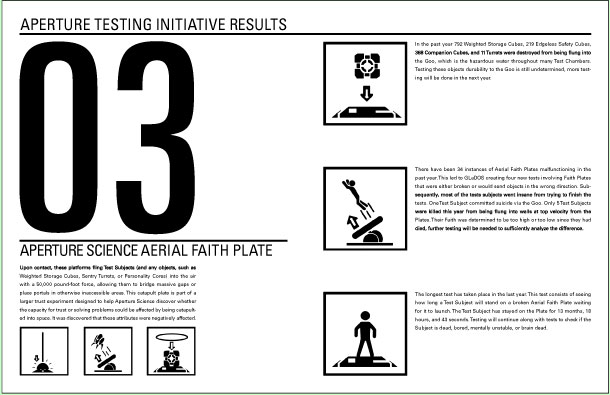 APERTURE TESTING INITIATIVE RESULTS
03
APERTURE SCIENCE AERIAL FAITH PLATE
Upon contact, these platforms fling Test Subjects (and any objects, such as
Weighted Storage Cubes, Sentry Turrets, or Personality Cores) into the air
with a 50,000 pound-foot force, allowing them to bridge massive gaps or
place portals in otherwise inaccessible areas. This catapult plate is part of a
larger trust experiment designed to help Aperture Science discover whether
the capacity for trust or solving problems could be affected by being catapult-
ed into space. It was discovered that those attributes were negatively affected.
In the past year 792 Weighted Storage Cubes, 219 Edgeless Safety Cubes,
368 Companion Cubes, and 11 Turrets were destroyed from being flung into
the Goo, which is the hazardous water throughout many Test Chambers.
Testing these objects durability to the Goo is still undetermined, more test-
ing will be done in the next year.
There have been 34 instances of Aerial Faith Plates malfunctioning in the
past year. This led to GLaDOS creating four new tests involving Faith Plates
that were either broken or would send objects in the wrong direction. Sub-
sequently, most of the tests subjects went insane from trying to finish the
tests. One Test Subject committed suicide via the Goo. Only 5 Test Subjects
were killed this year from being flung into walls at top velocity from the
Plates. Their Faith was determined to be too high or too low since they had
died, further testing will be needed to sufficiently analyze the difference.
The longest test has taken place in the last year. This test consists of seeing
how long a Test Subject will stand on a broken Aerial Faith Plate waiting
for it to launch. The Test Subject has stayed on the Plate for 13 months, 18
hours, and 43 seconds. Testing will continue along with tests to check if the
Subject is dead, bored, mentally unstable, or brain dead.